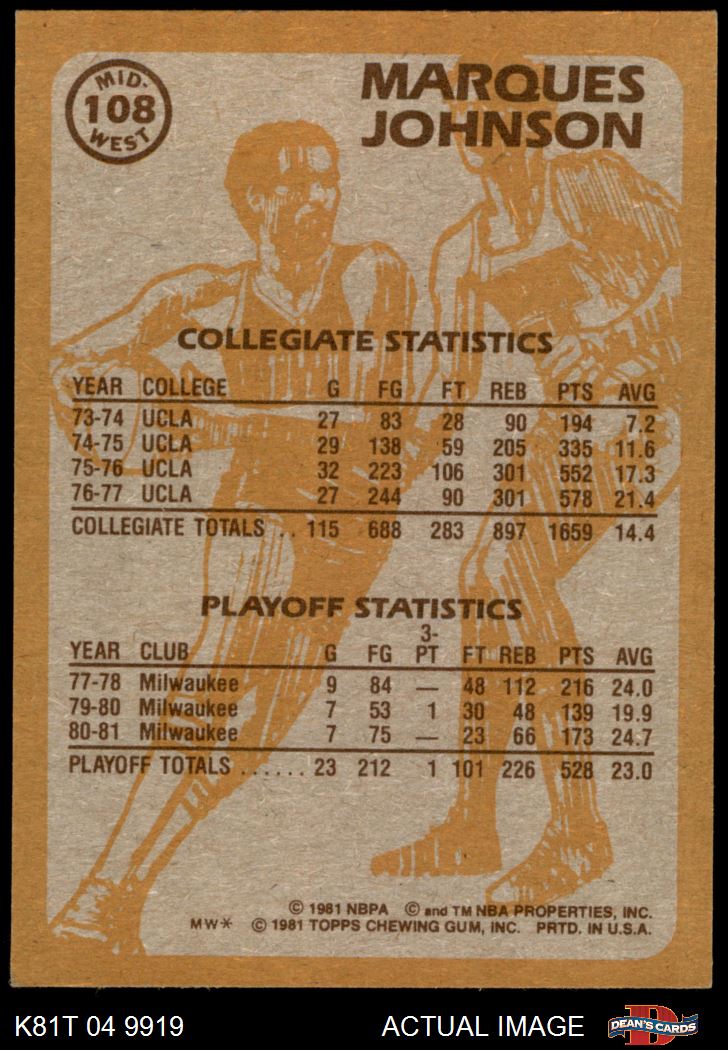 MID-
108
WEST
MARQUES
JOHNSON
COLLEGIATE STATISTICS
YEAR COLLEGE G FG FT REB PTS AVG
73-74 UCLA 27 83 28 90 194 7.2
74-75 UCLA 29 138 59 205 335 11.6
75-76 UCLA 32 223 106 301 552 17.3
76-77 UCLA 27 244 90 301 578 21.4
COLLEGIATE TOTALS .. 115 688 283 897 1659 14.4
PLAYOFF STATISTICS
YEAR CLUB G FG 3-PT FT REB PTS AVG
77-78 Milwaukee 9 84 — 48 112 216 24.0
79-80 Milwaukee 7 53 1 30 48 139 19.9
80-81 Milwaukee 7 75 — 23 66 173 24.7
PLAYOFF TOTALS ...... 23 212 1 101 226 528 23.0
© 1981 NBPA © and TM NBA PROPERTIES, INC.
MW* © 1981 TOPPS CHEWING GUM, INC. PRTD. IN U.S.A.
K81T 04 9919 ACTUAL IMAGE
D
DEAN'S CARDS